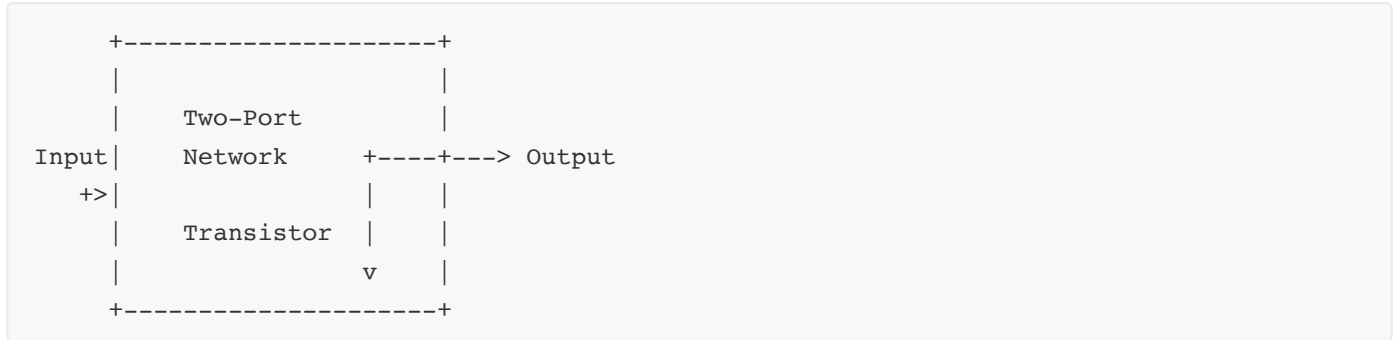 +---------------------+
|                     |
|    Two-Port         |
Input|    Network     +----+---> Output
+>|                |    |
|    Transistor  |    |
|                v    |
+---------------------+